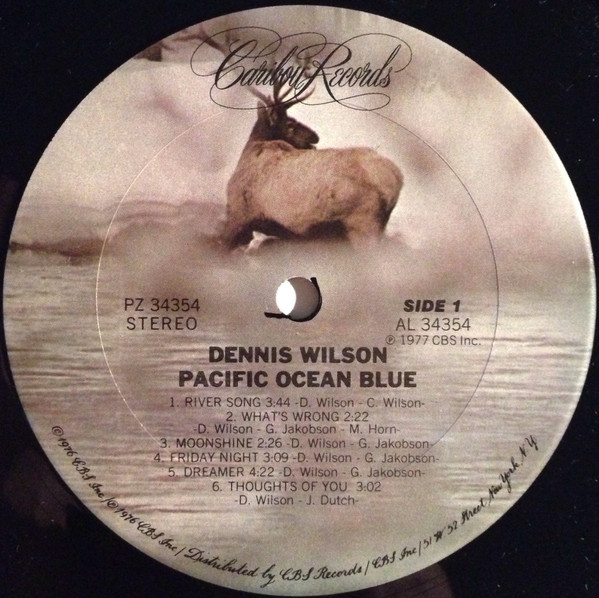 Caribou Records
PZ 34354
STEREO
SIDE 1
AL 34354
℗ 1977 CBS Inc.
DENNIS WILSON
PACIFIC OCEAN BLUE
1. RIVER SONG 3:44 -D. Wilson - C. Wilson-
2. WHAT'S WRONG 2:22
-D. Wilson - G. Jakobson - M. Horn-
3. MOONSHINE 2:26 -D. Wilson - G. Jakobson-
4. FRIDAY NIGHT 3:09 -D. Wilson - G. Jakobson-
5. DREAMER 4:22 -D. Wilson - G. Jakobson-
6. THOUGHTS OF YOU 3:02
-D. Wilson - J. Dutch-
©1976 CBS Inc/℗1976 CBS Inc/Distributed by CBS Records/CBS Inc/51 W 52 Street New York, N.Y.